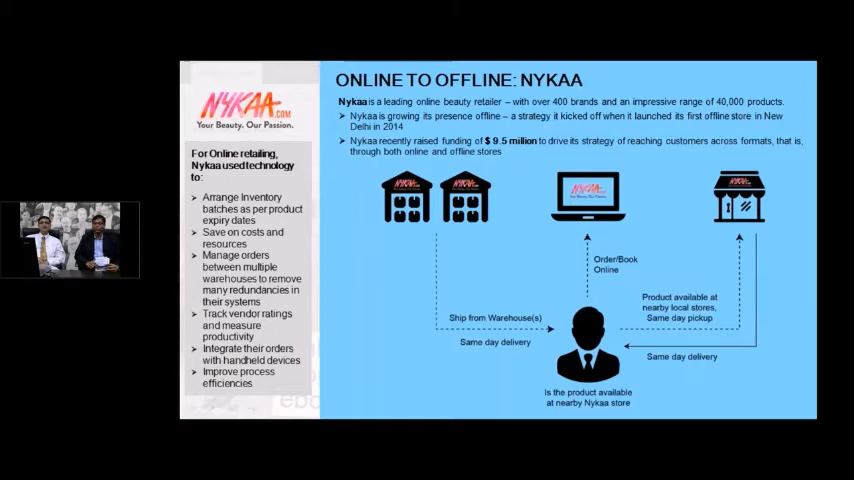 NYKAA.COM
Your Beauty. Our Passion.
For Online retailing,
Nykaa used technology
to:
➢ Arrange Inventory
batches as per product
expiry dates
➢ Save on costs and
resources
➢ Manage orders
between multiple
warehouses to remove
many redundancies in
their systems
➢ Track vendor ratings
and measure
productivity
➢ Integrate their orders
with handheld devices
➢ Improve process
efficiencies
ONLINE TO OFFLINE: NYKAA
Nykaa is a leading online beauty retailer – with over 400 brands and an impressive range of 40,000 products.
➢ Nykaa is growing its presence offline – a strategy it kicked off when it launched its first offline store in New
Delhi in 2014
➢ Nykaa recently raised funding of $ 9.5 million to drive its strategy of reaching customers across formats, that is,
through both online and offline stores
NYKAA
NYKAA
NYKAA
NYKAA
Order/Book
Online
Product available at
nearby local stores,
Same day pickup
Ship from Warehouse(s)
Same day delivery
Same day delivery
Is the product available
at nearby Nykaa store